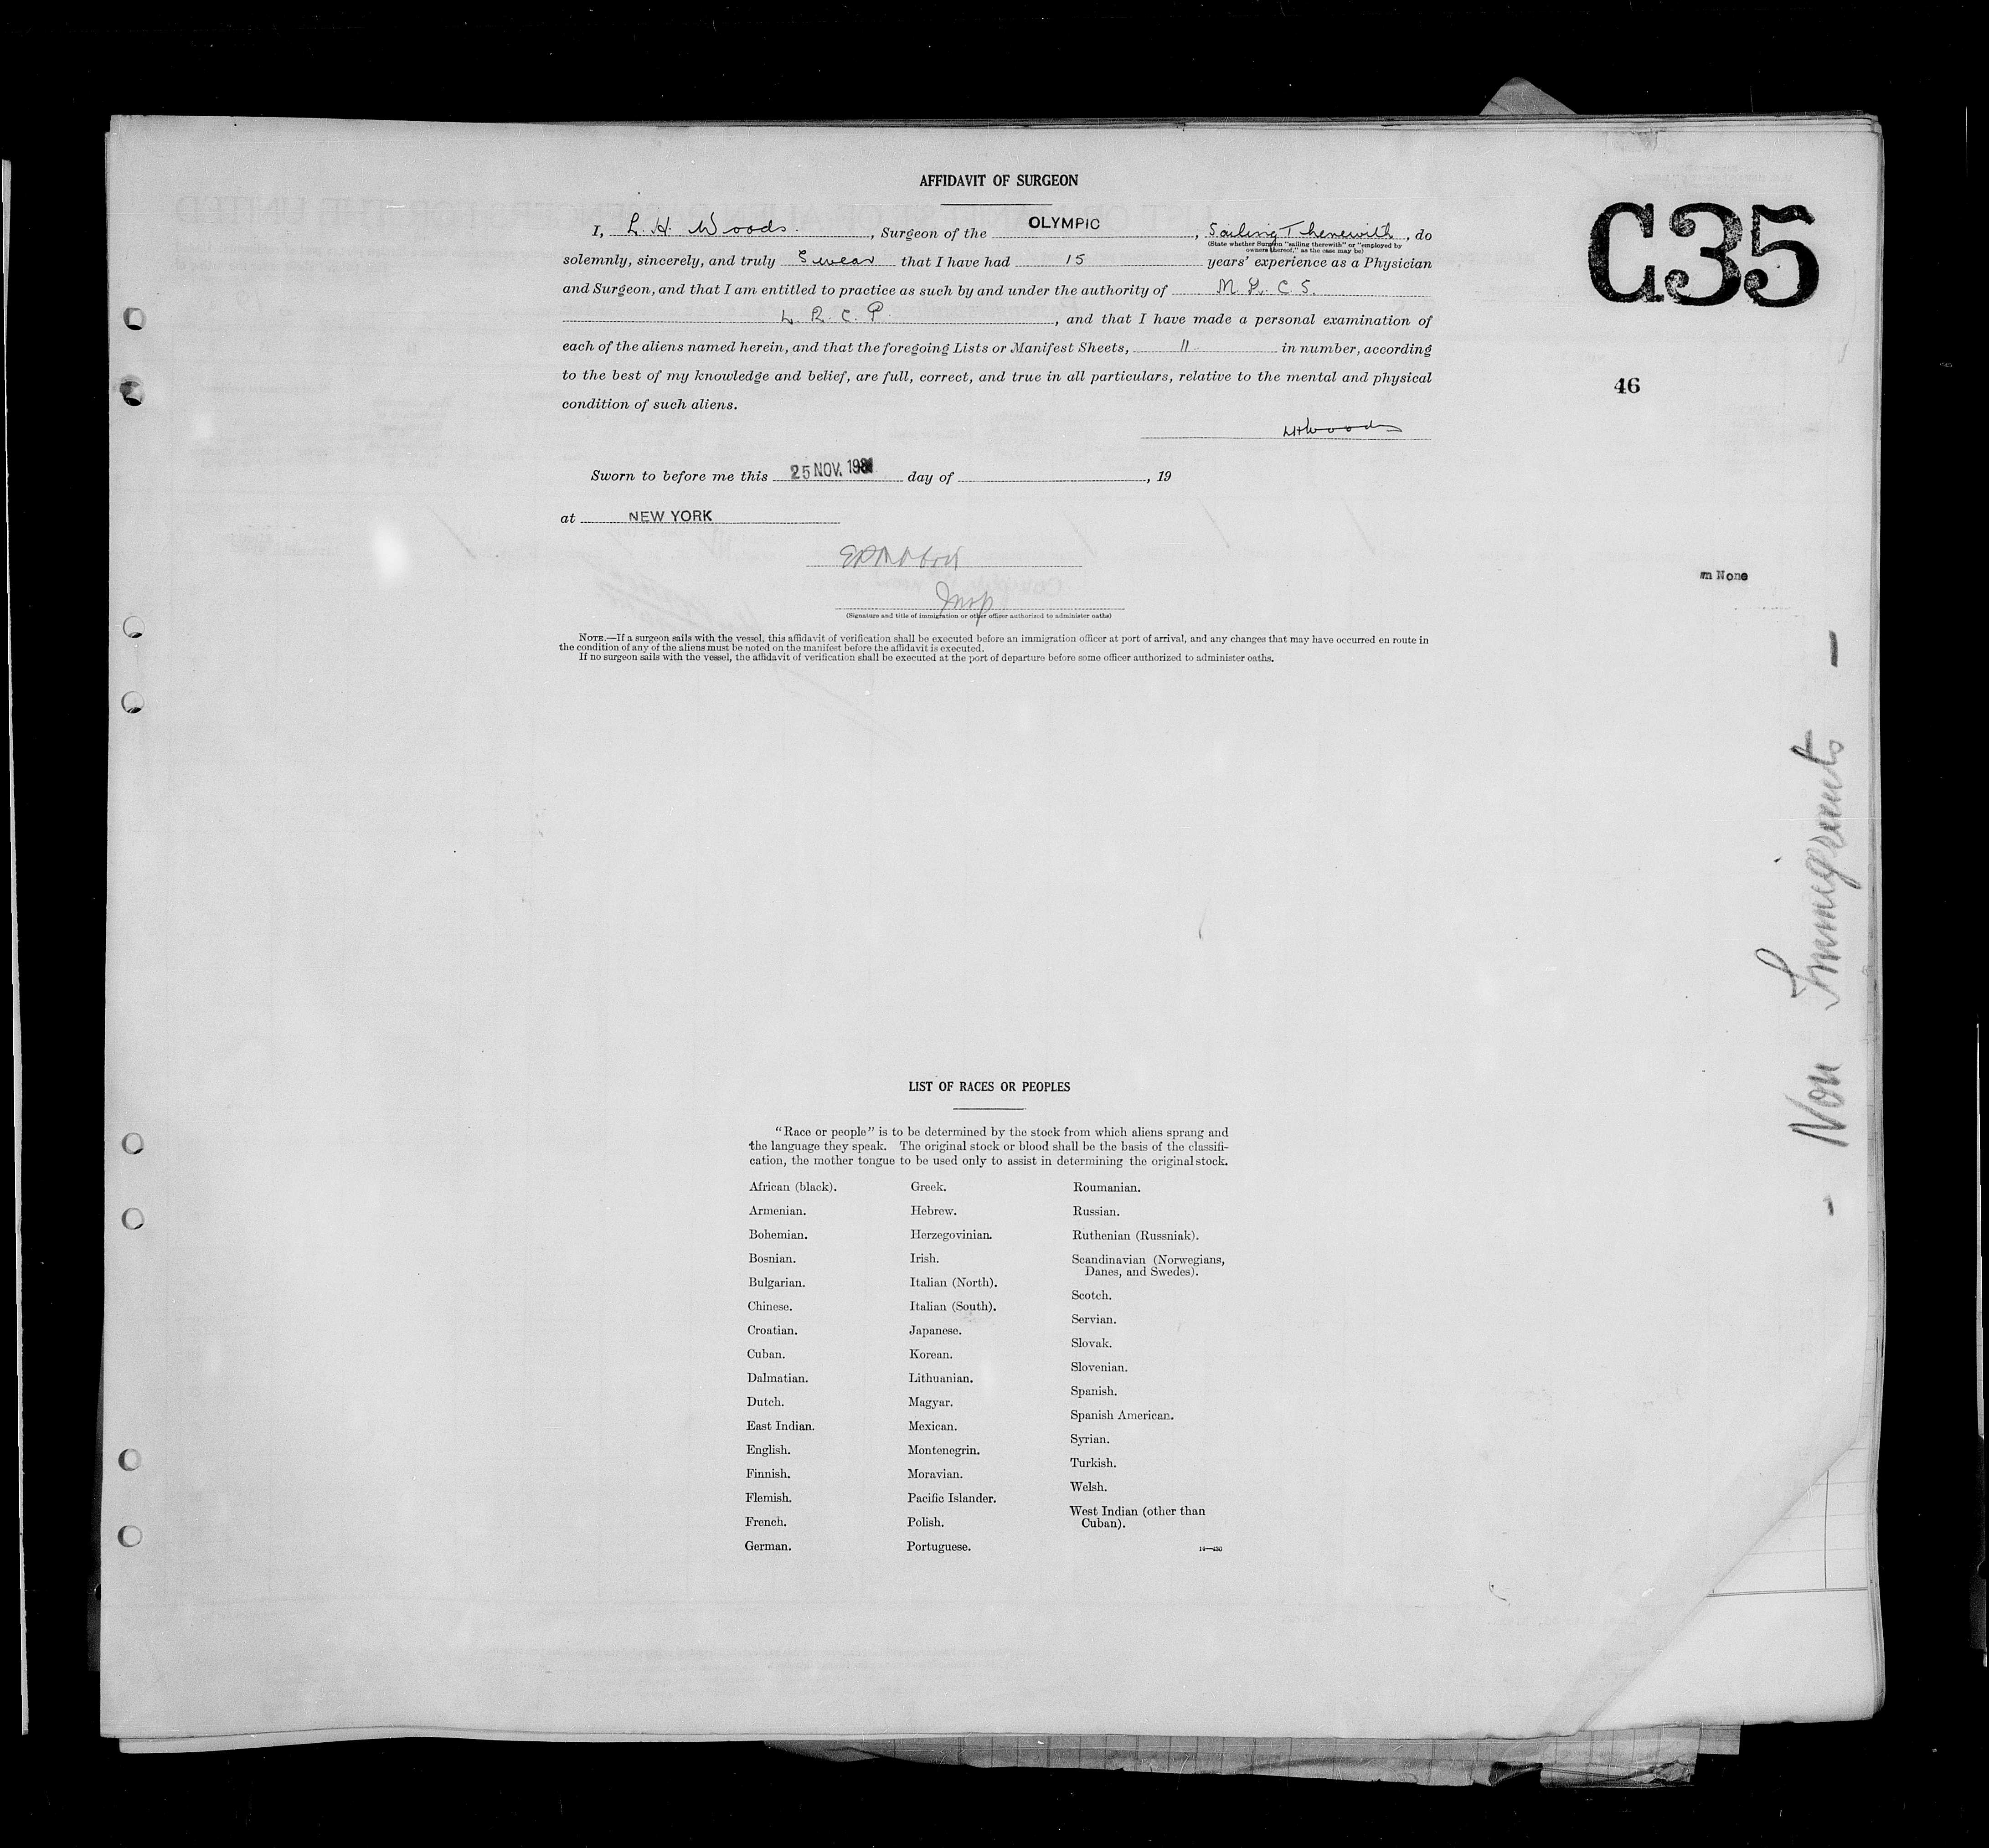 AFFIDAVIT OF SURGEON
I, L. H. Woods. , Surgeon of the OLYMPIC , Sailing Therewith , do
(State whether Surgeon "sailing therewith" or "employed by
owners thereof," as the case may be)
solemnly, sincerely, and truly Swear that I have had 15 years' experience as a Physician
and Surgeon, and that I am entitled to practice as such by and under the authority of M. R. C. S.
L. R. C. P. , and that I have made a personal examination of
each of the aliens named herein, and that the foregoing Lists or Manifest Sheets, 11 in number, according
to the best of my knowledge and belief, are full, correct, and true in all particulars, relative to the mental and physical
condition of such aliens.
LHWoods
Sworn to before me this 25 NOV. day of , 19
at NEW YORK
Insp
(Signature and title of immigration or other officer authorized to administer oaths)
NOTE.—If a surgeon sails with the vessel, this affidavit of verification shall be executed before an immigration officer at port of arrival, and any changes that may have occurred en route in
the condition of any of the aliens must be noted on the manifest before the affidavit is executed.
If no surgeon sails with the vessel, the affidavit of verification shall be executed at the port of departure before some officer authorized to administer oaths.
C35
46
m None
- Non Immigrants -
LIST OF RACES OR PEOPLES
"Race or people" is to be determined by the stock from which aliens sprang and
the language they speak. The original stock or blood shall be the basis of the classifi-
cation, the mother tongue to be used only to assist in determining the original stock.
African (black).
Armenian.
Bohemian.
Bosnian.
Bulgarian.
Chinese.
Croatian.
Cuban.
Dalmatian.
Dutch.
East Indian.
English.
Finnish.
Flemish.
French.
German.
Greek.
Hebrew.
Herzegovinian.
Irish.
Italian (North).
Italian (South).
Japanese.
Korean.
Lithuanian.
Magyar.
Mexican.
Montenegrin.
Moravian.
Pacific Islander.
Polish.
Portuguese.
Roumanian.
Russian.
Ruthenian (Russniak).
Scandinavian (Norwegians,
Danes, and Swedes).
Scotch.
Servian.
Slovak.
Slovenian.
Spanish.
Spanish American.
Syrian.
Turkish.
Welsh.
West Indian (other than
Cuban).